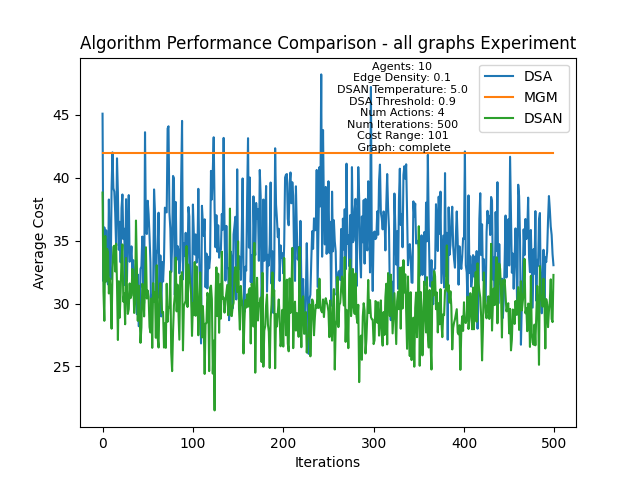 Algorithm Performance Comparison - all graphs Experiment
Agents: 10
Edge Density: 0.1
DSAN Temperature: 5.0
DSA Threshold: 0.9
Num Actions: 4
Num Iterations: 500
Cost Range: 101
Graph: complete
DSA
MGM
DSAN
Average Cost
45
40
35
30
25
0
100
200
300
400
500
Iterations